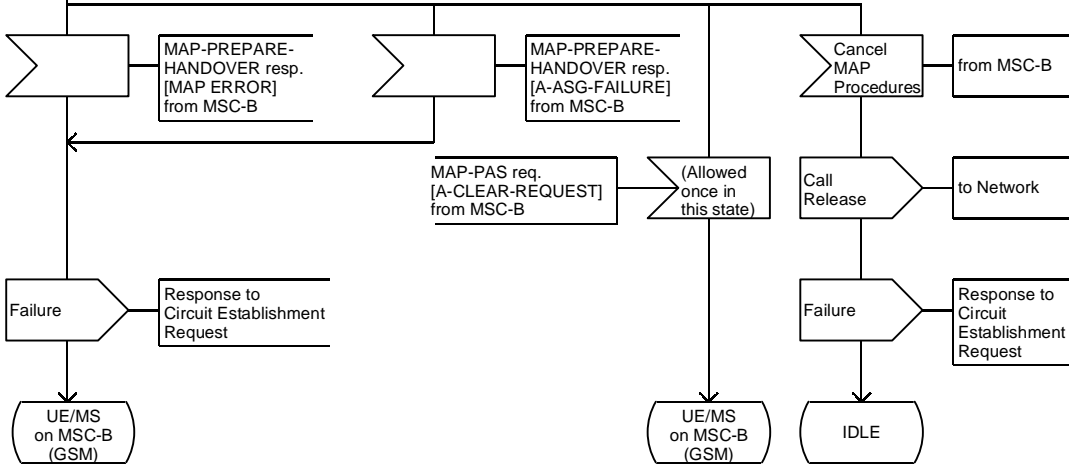 MAP-PREPARE-
HANDOVER resp.
[MAP ERROR]
from MSC-B
MAP-PREPARE-
HANDOVER resp.
[A-ASG-FAILURE]
from MSC-B
Cancel
MAP
Procedures
from MSC-B
MAP-PAS req.
[A-CLEAR-REQUEST]
from MSC-B
(Allowed
once in
this state)
Call
Release
to Network
Failure
Response to
Circuit Establishment
Request
Failure
Response to
Circuit
Establishment
Request
UE/MS
on MSC-B
(GSM)
UE/MS
on MSC-B
(GSM)
IDLE